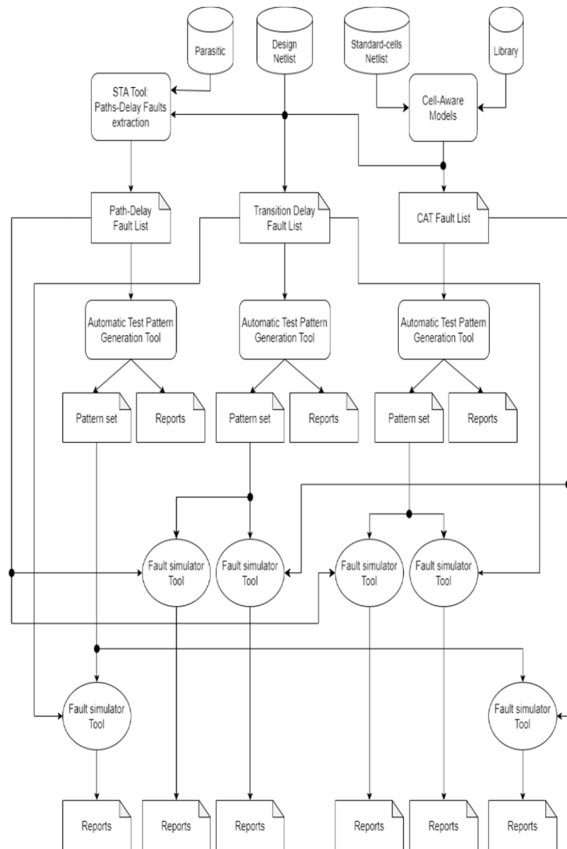 Parasitic
Design
Netlist
Standard-cells
Netlist
Library
STA Tool:
Paths-Delay Faults
extraction
Cell-Aware
Models
Path-Delay
Fault List
Transition Delay
Fault List
CAT Fault List
Automatic Test Pattern
Generation Tool
Automatic Test Pattern
Generation Tool
Automatic Test Pattern
Generation Tool
Pattern set
Reports
Pattern set
Reports
Pattern set
Reports
Fault simulator
Tool
Fault simulator
Tool
Fault simulator
Tool
Fault simulator
Tool
Fault simulator
Tool
Fault simulator
Tool
Reports
Reports
Reports
Reports
Reports
Reports